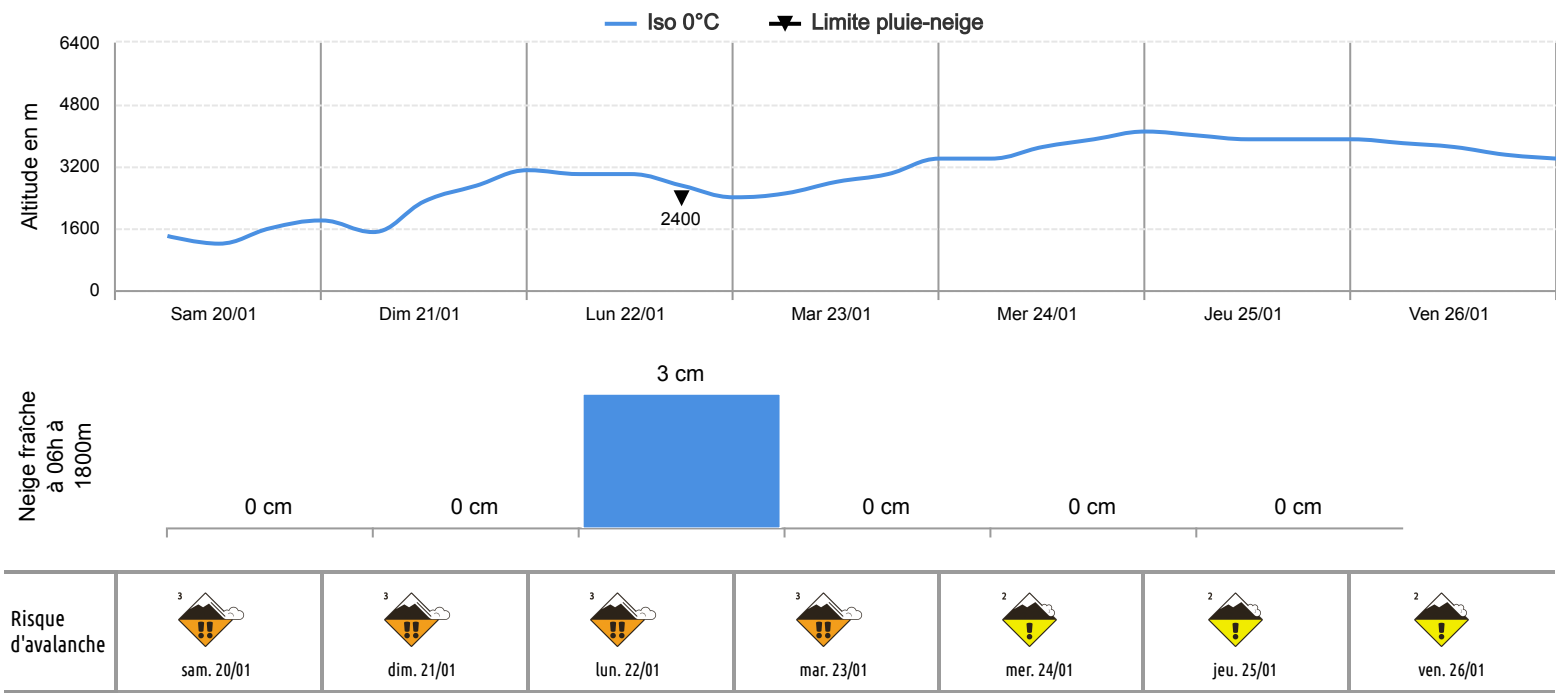 Iso 0°C Limite pluie-neige
Altitude en m
6400
4800
3200
1600
0
2400
Sam 20/01 Dim 21/01 Lun 22/01 Mar 23/01 Mer 24/01 Jeu 25/01 Ven 26/01
Neige fraîche
à 06h à
1800m
3 cm
0 cm 0 cm 0 cm 0 cm 0 cm
Risque
d'avalanche
3 3 3 3 2 2 2
!! !! !! !! ! ! !
sam. 20/01 dim. 21/01 lun. 22/01 mar. 23/01 mer. 24/01 jeu. 25/01 ven. 26/01